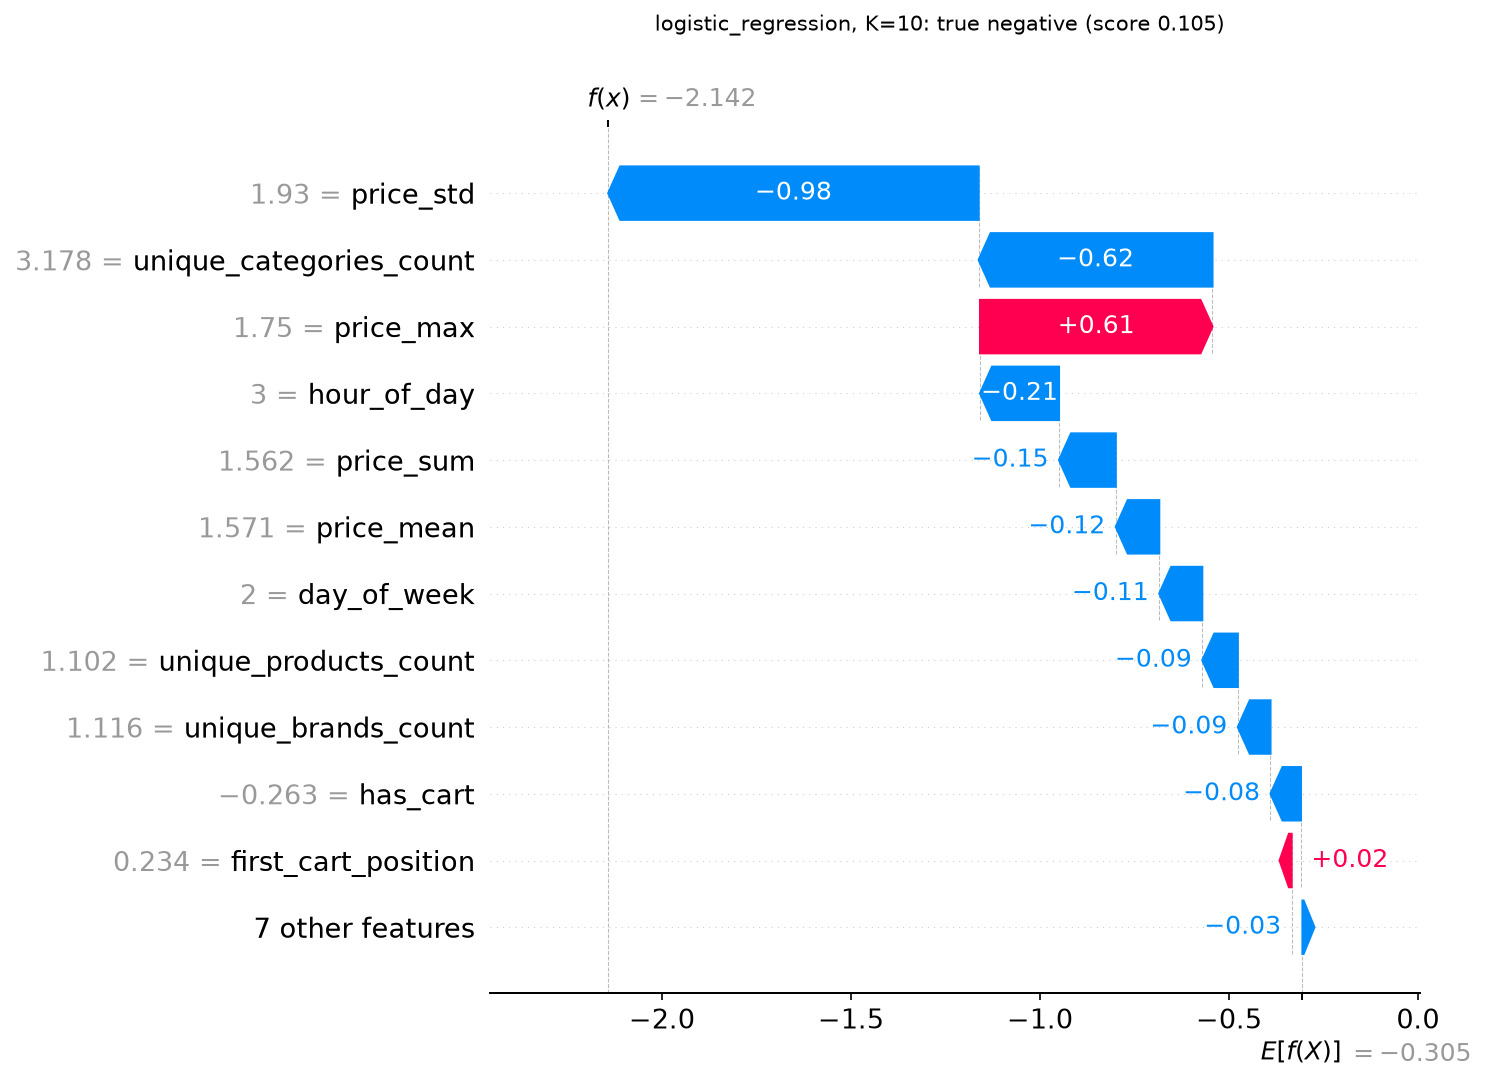 logistic_regression, K=10: true negative (score 0.105)
f(x) = −2.142
1.93 = price_std −0.98
3.178 = unique_categories_count −0.62
1.75 = price_max +0.61
3 = hour_of_day −0.21
1.562 = price_sum −0.15
1.571 = price_mean −0.12
2 = day_of_week −0.11
1.102 = unique_products_count −0.09
1.116 = unique_brands_count −0.09
−0.263 = has_cart −0.08
0.234 = first_cart_position +0.02
7 other features −0.03
−2.0 −1.5 −1.0 −0.5 0.0
E[f(X)] = −0.305